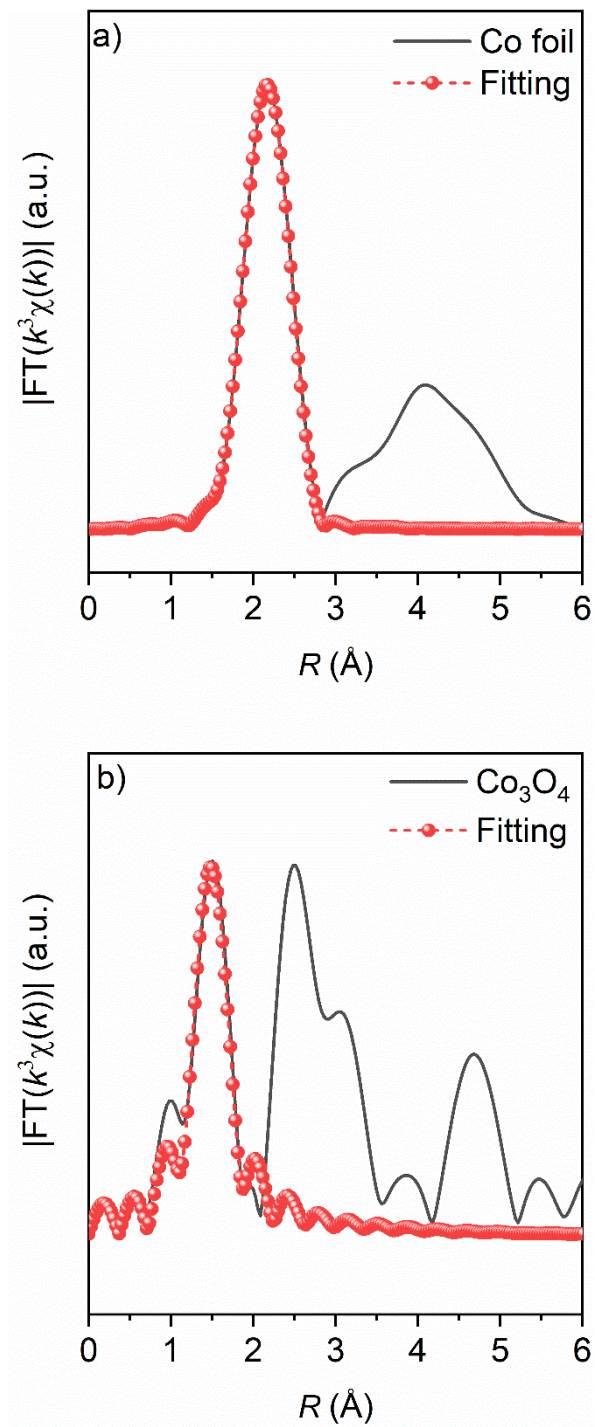 a)
Co foil
Fitting
|FT(k³χ(k))| (a.u.)
0 1 2 3 4 5 6
R (Å)
b)
Co₃O₄
Fitting
|FT(k³χ(k))| (a.u.)
0 1 2 3 4 5 6
R (Å)